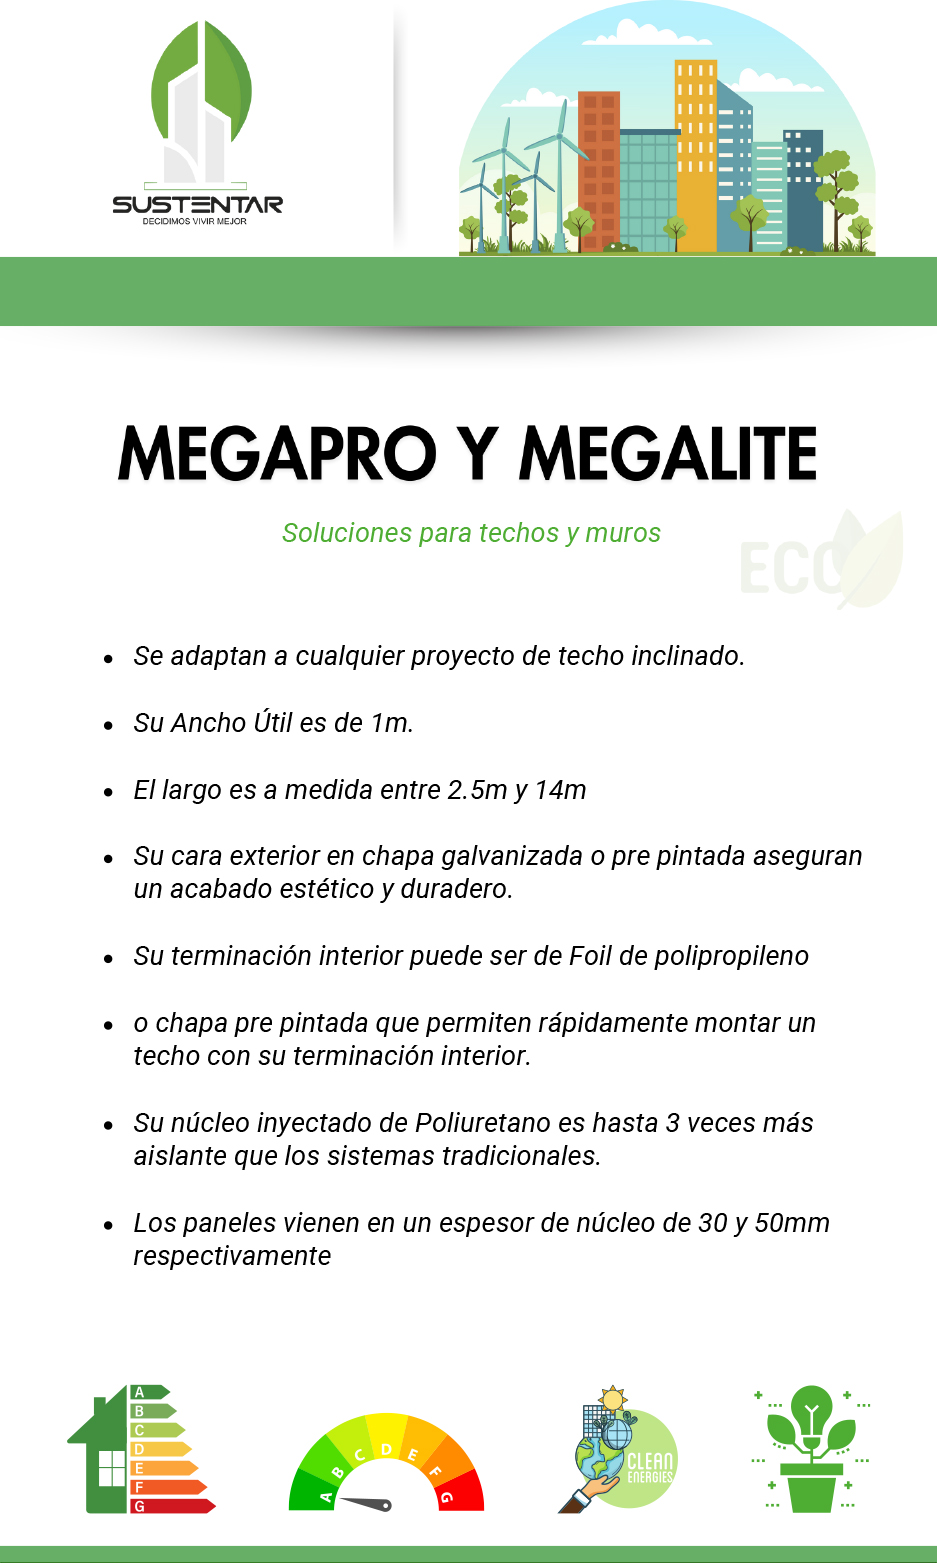 SUSTENTAR
DECIDIMOS VIVIR MEJOR
MEGAPRO Y MEGALITE
Soluciones para techos y muros
ECO
• Se adaptan a cualquier proyecto de techo inclinado.
• Su Ancho Útil es de 1m.
• El largo es a medida entre 2.5m y 14m
• Su cara exterior en chapa galvanizada o pre pintada aseguran
un acabado estético y duradero.
• Su terminación interior puede ser de Foil de polipropileno
• o chapa pre pintada que permiten rápidamente montar un
techo con su terminación interior.
• Su núcleo inyectado de Poliuretano es hasta 3 veces más
aislante que los sistemas tradicionales.
• Los paneles vienen en un espesor de núcleo de 30 y 50mm
respectivamente
A
B
C
D
E
F
G
A B C D E F G
CLEAN
ENERGIES